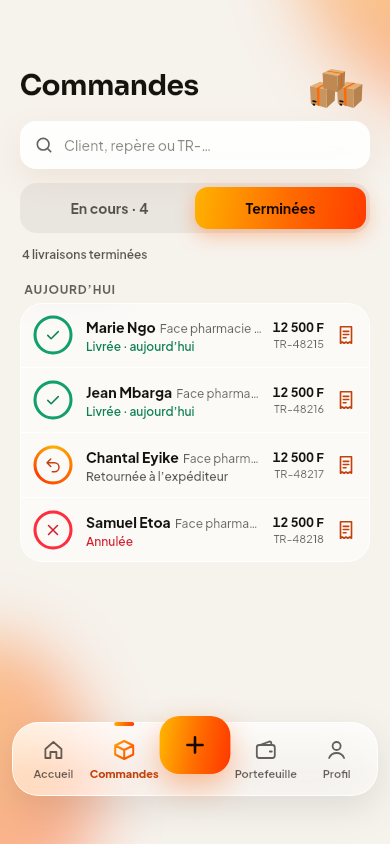 Commandes
Client, repère ou TR-…
En cours · 4
Terminées
4 livraisons terminées
AUJOURD’HUI
Marie Ngo Face pharmacie … 12 500 F
Livrée · aujourd’hui TR-48215
Jean Mbarga Face pharma… 12 500 F
Livrée · aujourd’hui TR-48216
Chantal Eyike Face pharm… 12 500 F
Retournée à l’expéditeur TR-48217
Samuel Etoa Face pharma… 12 500 F
Annulée TR-48218
Accueil Commandes Portefeuille Profil